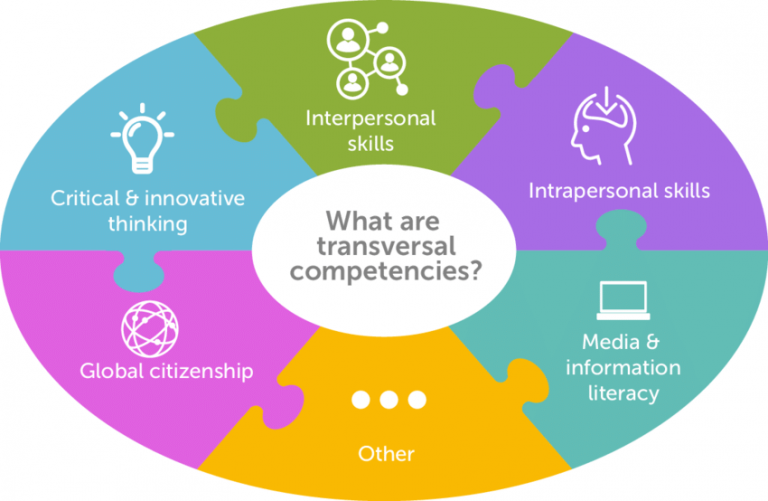 Interpersonal
skills
Intrapersonal skills
Critical & innovative
thinking
What are
transversal
competencies?
Media &
information
literacy
Global citizenship
Other